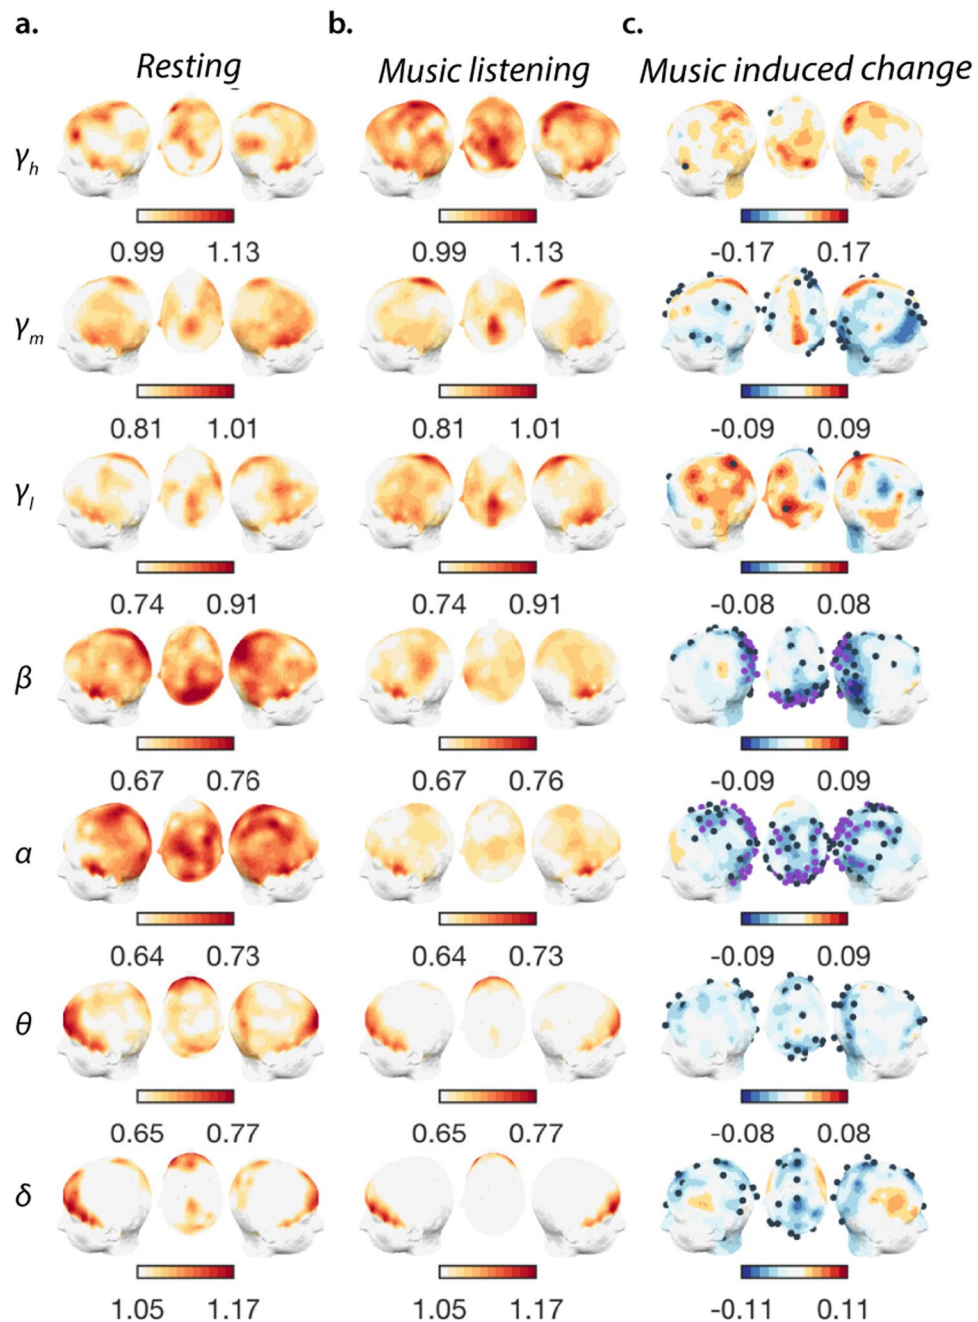 a. b. c.
Resting Music listening Music induced change
γh
0.99 1.13 0.99 1.13 -0.17 0.17
γm
0.81 1.01 0.81 1.01 -0.09 0.09
γl
0.74 0.91 0.74 0.91 -0.08 0.08
β
0.67 0.76 0.67 0.76 -0.09 0.09
α
0.64 0.73 0.64 0.73 -0.09 0.09
θ
0.65 0.77 0.65 0.77 -0.08 0.08
δ
1.05 1.17 1.05 1.17 -0.11 0.11